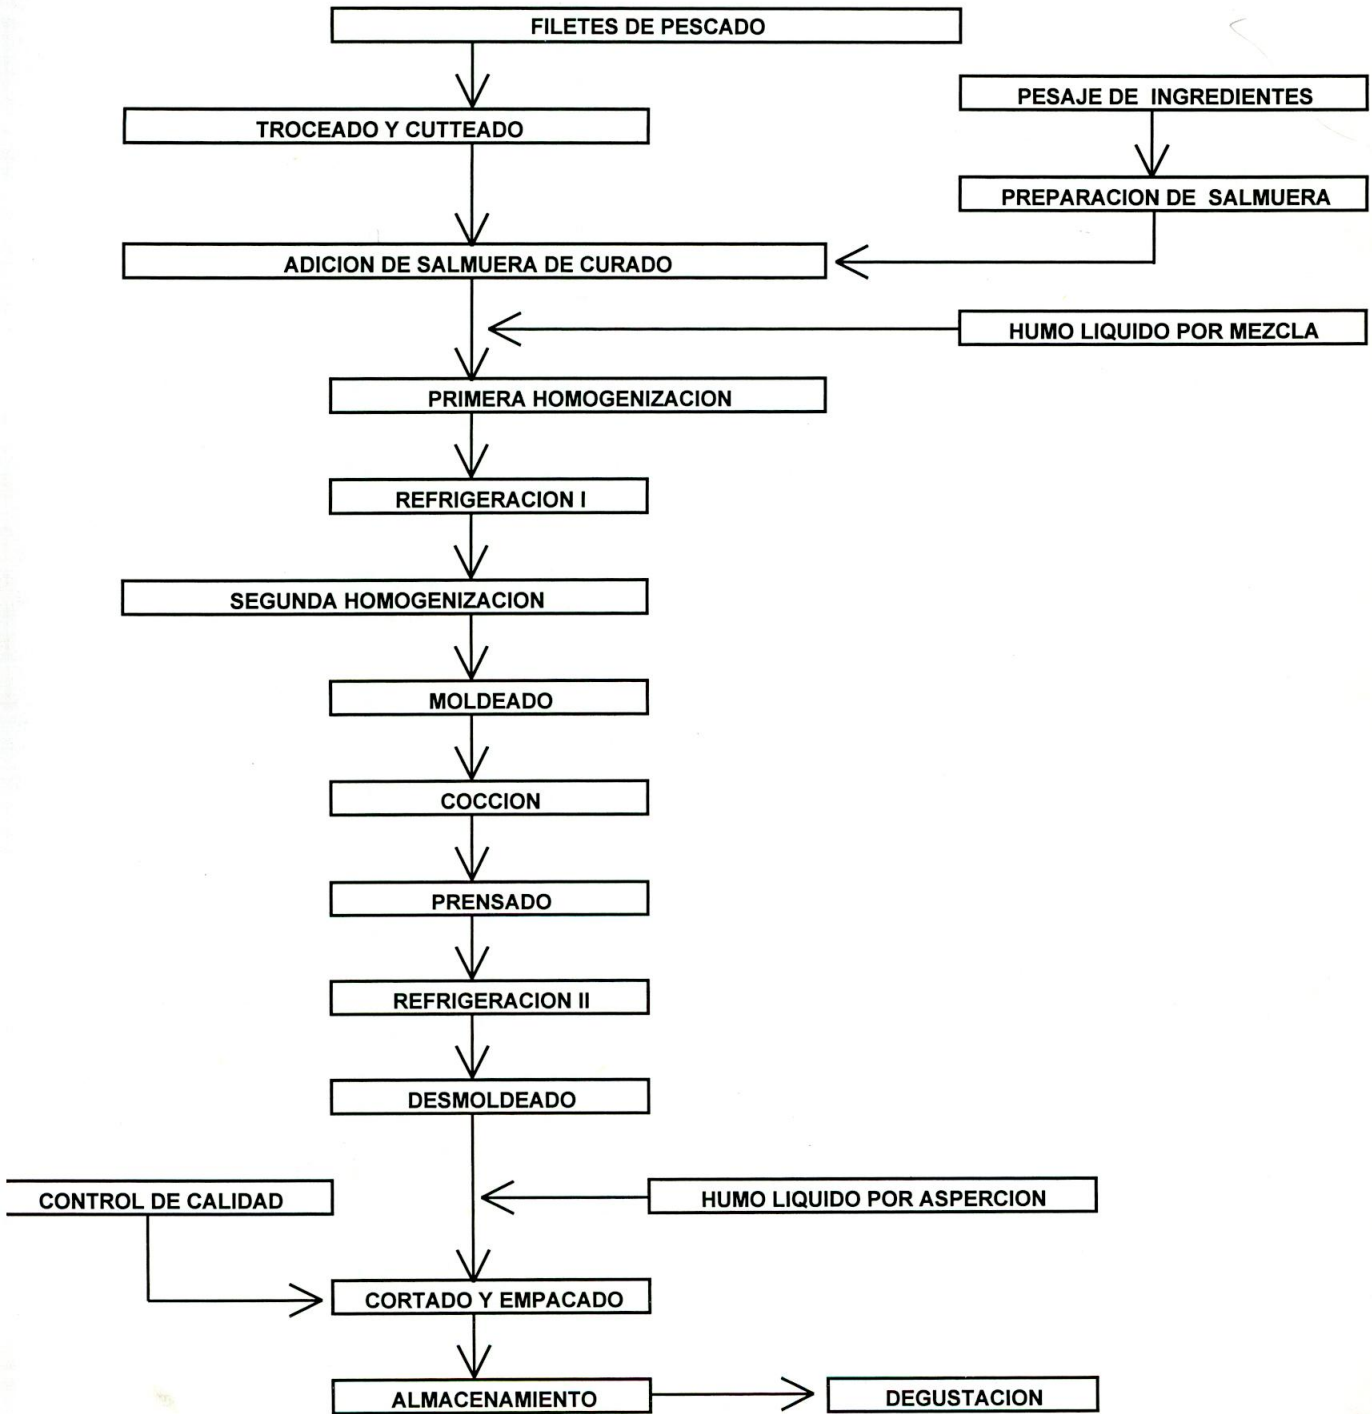 FILETES DE PESCADO
PESAJE DE INGREDIENTES
TROCEADO Y CUTTEADO
PREPARACION DE SALMUERA
ADICION DE SALMUERA DE CURADO
HUMO LIQUIDO POR MEZCLA
PRIMERA HOMOGENIZACION
REFRIGERACION I
SEGUNDA HOMOGENIZACION
MOLDEADO
COCCION
PRENSADO
REFRIGERACION II
DESMOLDEADO
CONTROL DE CALIDAD
HUMO LIQUIDO POR ASPERCION
CORTADO Y EMPACADO
ALMACENAMIENTO
DEGUSTACION